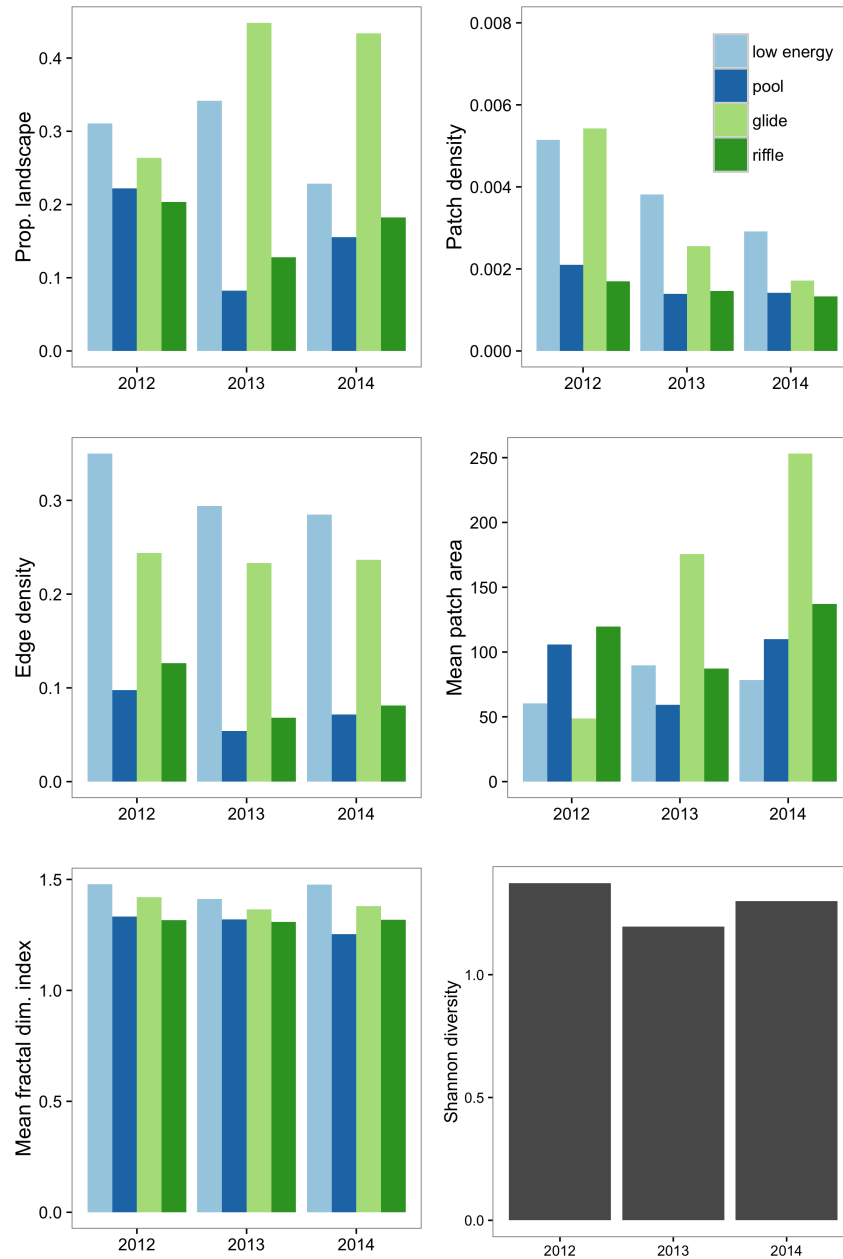 Prop. landscape
0.4
0.3
0.2
0.1
0.0
2012 2013 2014
Patch density
0.008
0.006
0.004
0.002
0.000
low energy
pool
glide
riffle
2012 2013 2014
Edge density
0.3
0.2
0.1
0.0
2012 2013 2014
Mean patch area
250
200
150
100
50
0
2012 2013 2014
Mean fractal dim. index
1.5
1.0
0.5
0.0
2012 2013 2014
Shannon diversity
1.0
0.5
0.0
2012 2013 2014